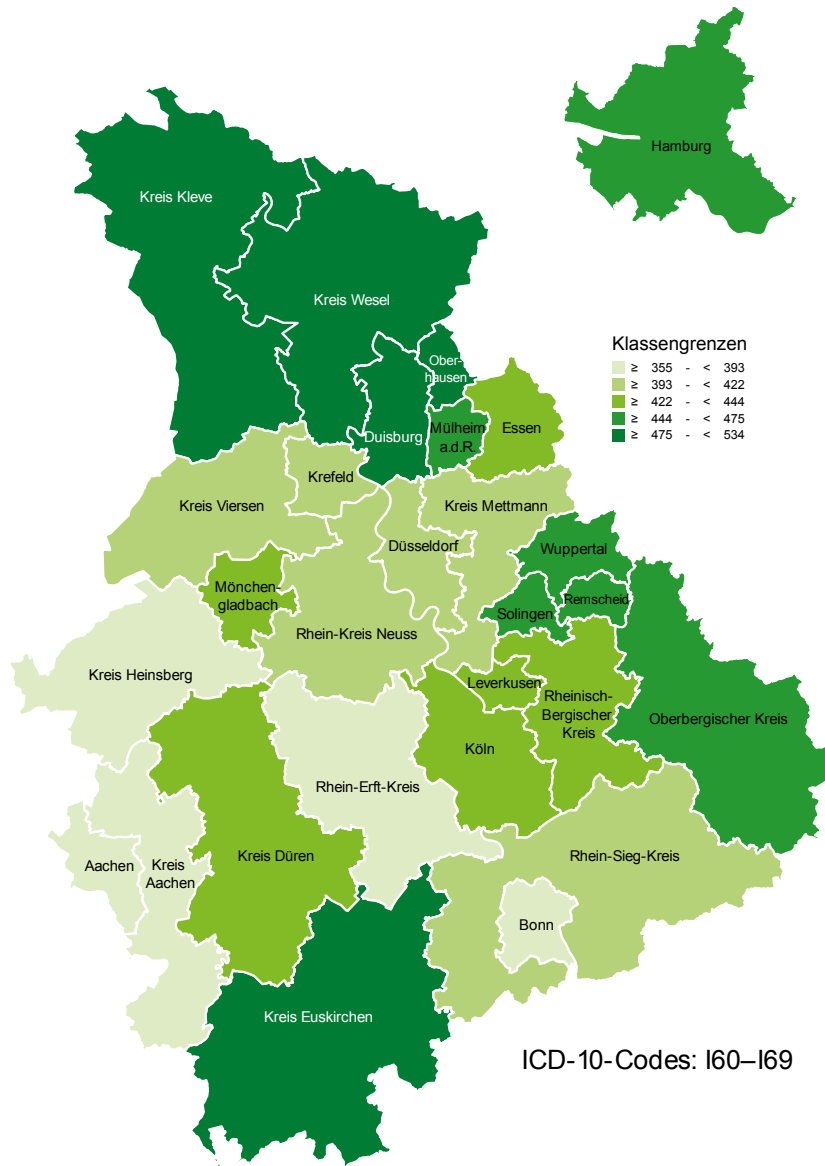 Hamburg
Kreis Kleve
Kreis Wesel
Klassengrenzen
≥ 355 - < 393
≥ 393 - < 422
≥ 422 - < 444
≥ 444 - < 475
≥ 475 - < 534
Ober-
hausen
Duisburg
Mülheim
a.d.R.
Essen
Krefeld
Kreis Viersen
Kreis Mettmann
Düsseldorf
Wuppertal
Mönchen-
gladbach
Remscheid
Solingen
Rhein-Kreis Neuss
Kreis Heinsberg
Leverkusen
Rheinisch-
Bergischer
Kreis
Oberbergischer Kreis
Köln
Rhein-Erft-Kreis
Aachen
Kreis
Aachen
Kreis Düren
Rhein-Sieg-Kreis
Bonn
Kreis Euskirchen
ICD-10-Codes: I60–I69